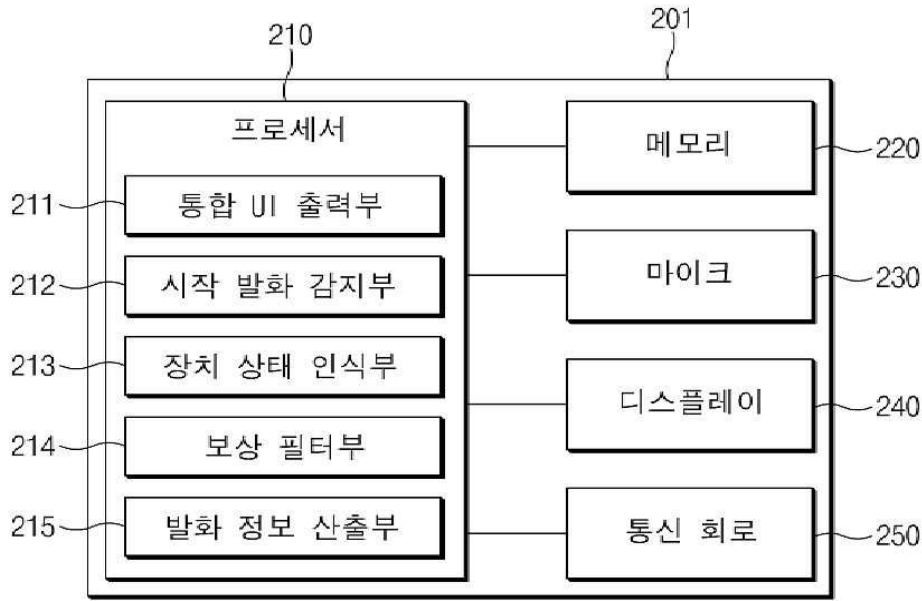 210
201
프로세서
메모리
220
211
통합 UI 출력부
212
시작 발화 감지부
마이크
230
213
장치 상태 인식부
디스플레이
240
214
보상 필터부
215
발화 정보 산출부
통신 회로
250